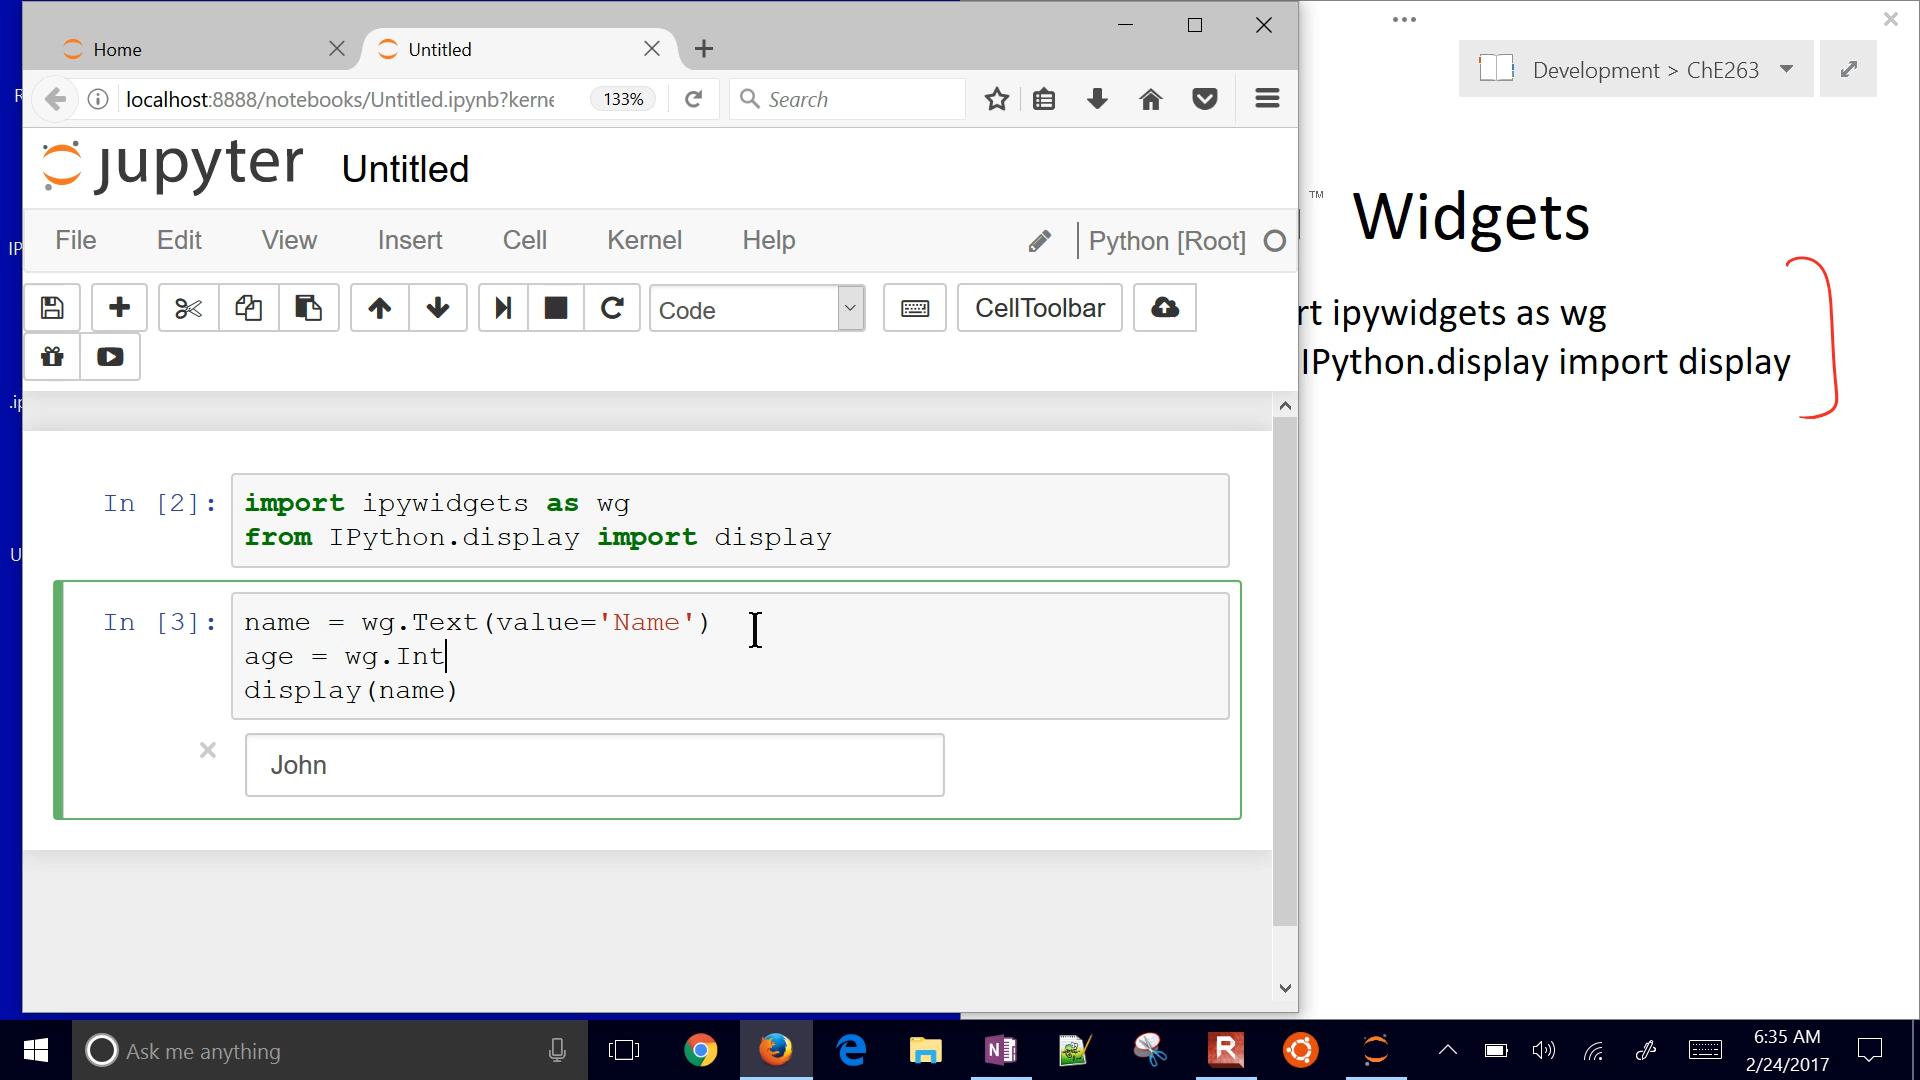 Home
Untitled
localhost:8888/notebooks/Untitled.ipynb?kerne
133%
Search
Development > ChE263
jupyter
Untitled
™ Widgets
File Edit View Insert Cell Kernel Help
Python [Root]
Code
CellToolbar
rt ipywidgets as wg
IPython.display import display
In [2]:
import ipywidgets as wg
from IPython.display import display
In [3]:
name = wg.Text(value='Name')
age = wg.Int
display(name)
John
R
IP
.ip
U
Ask me anything
6:35 AM
2/24/2017